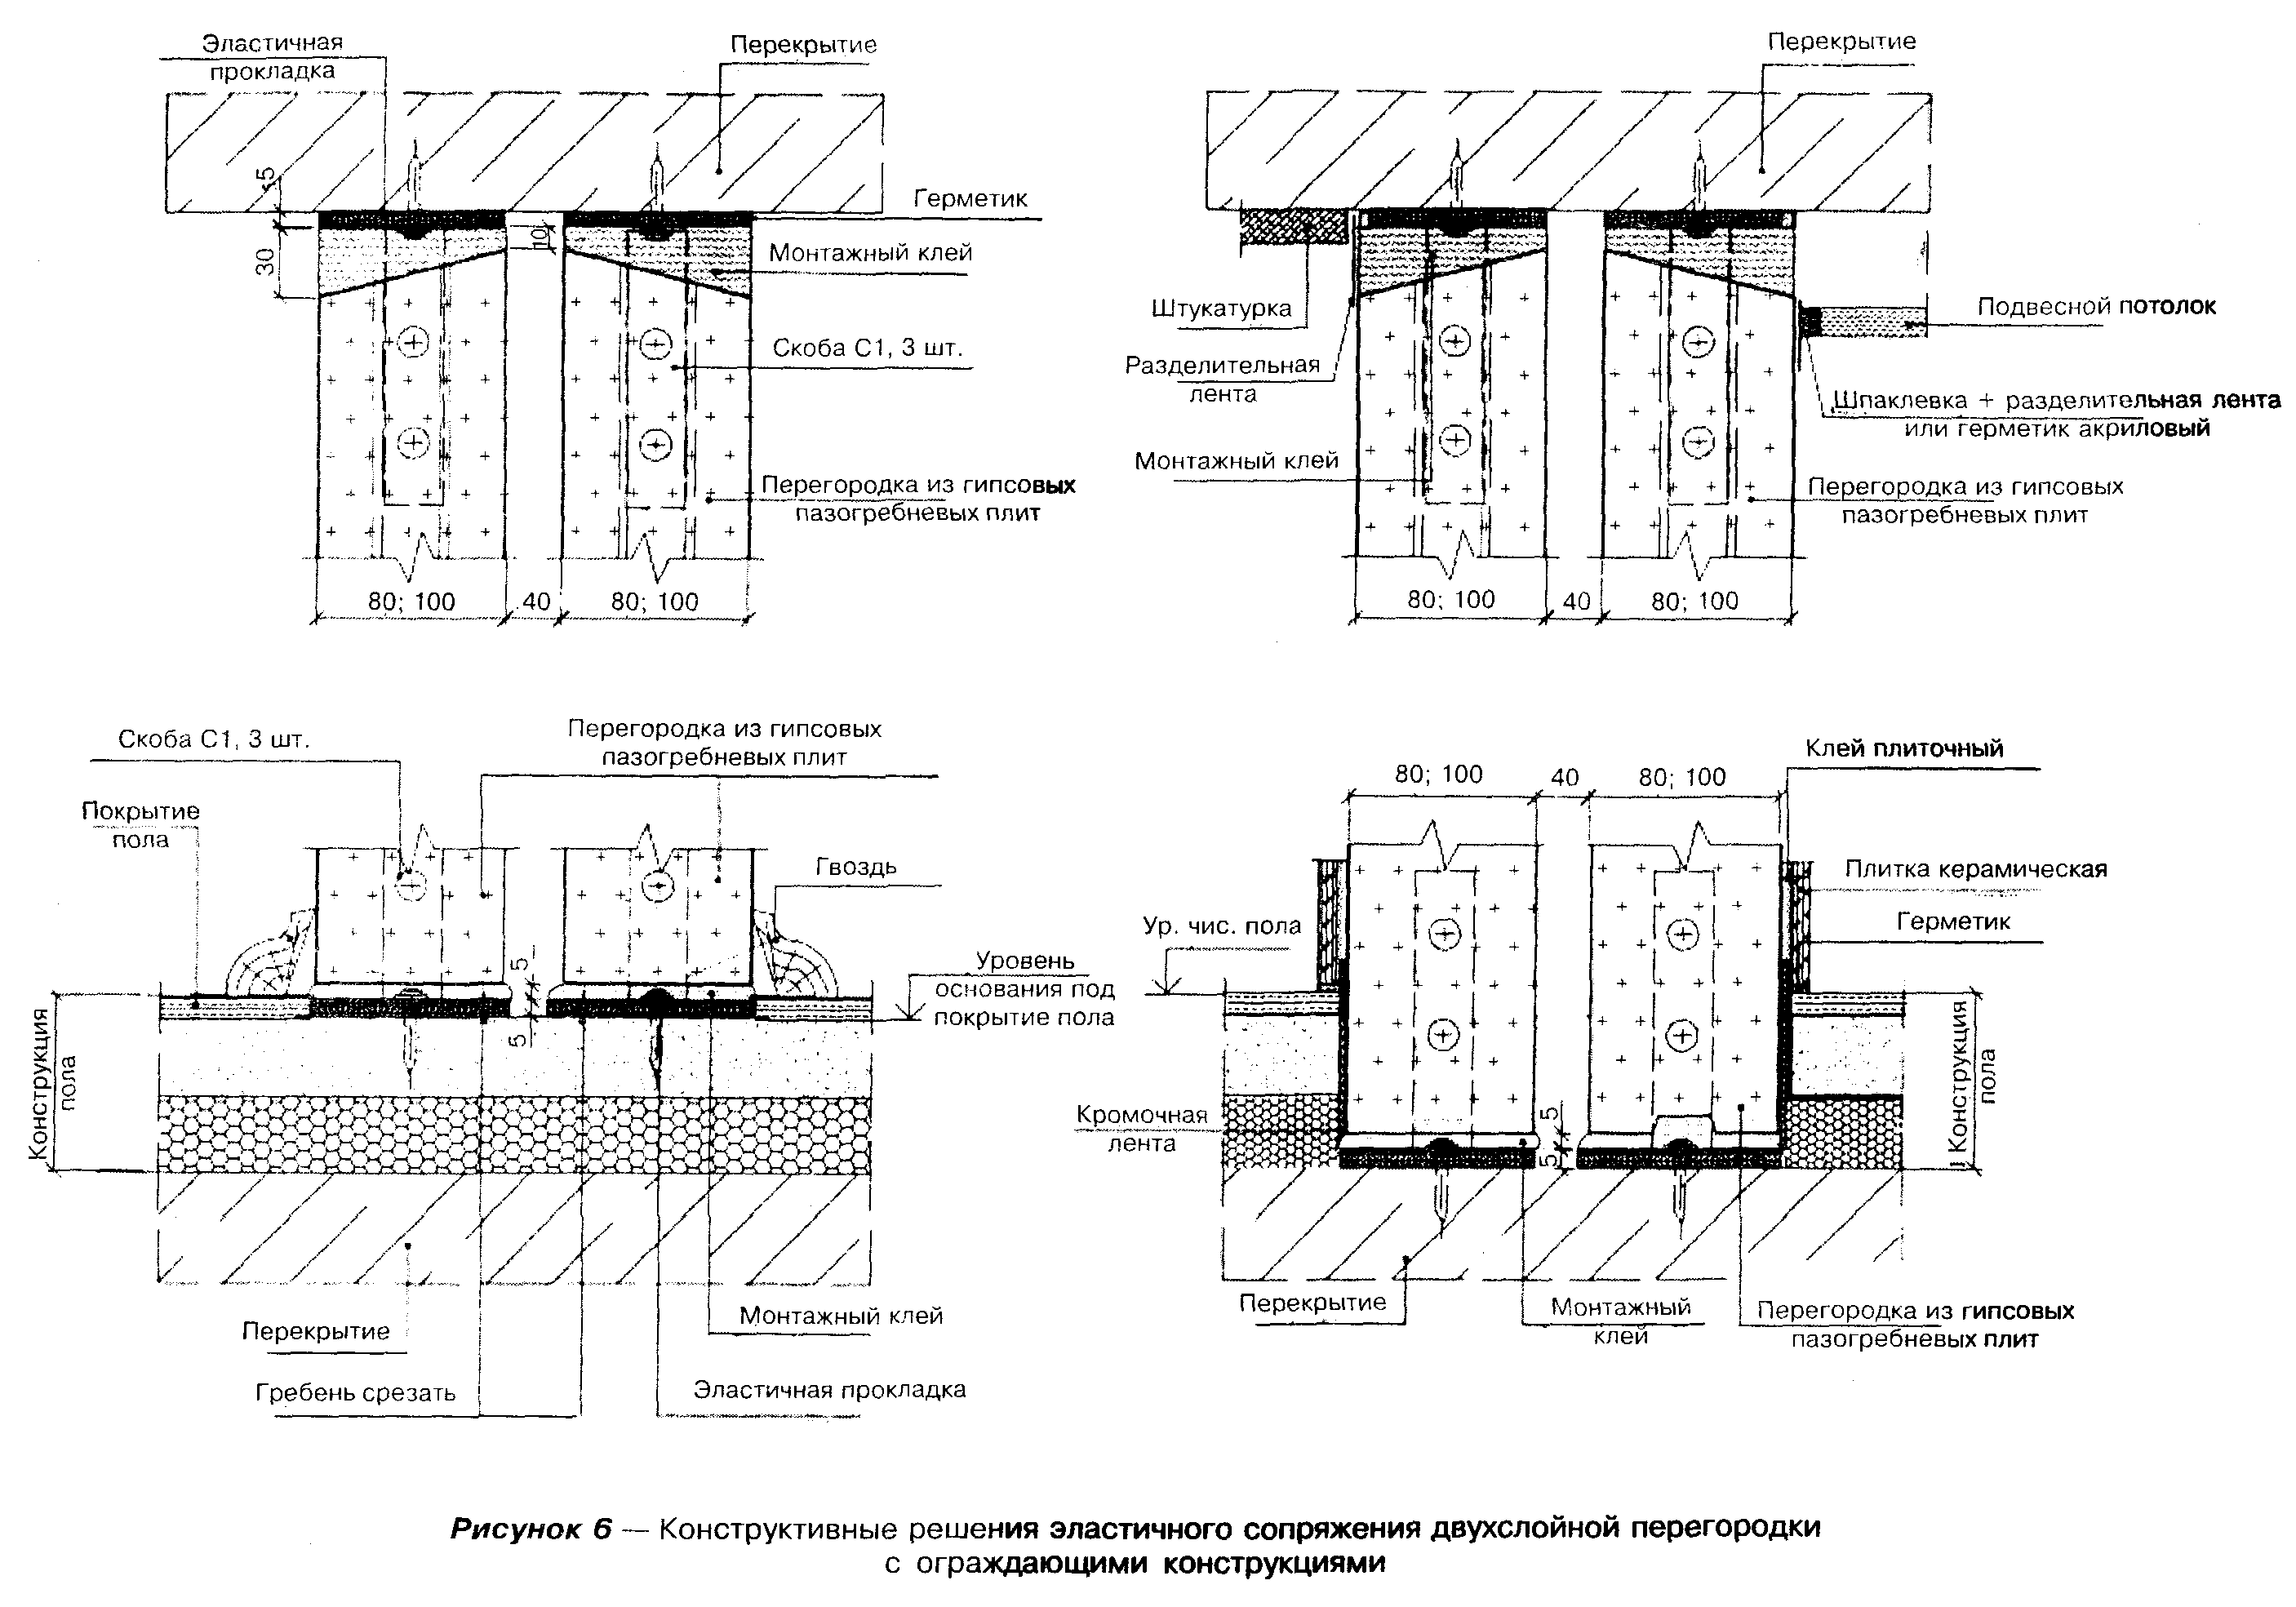 Эластичная
прокладка
Перекрытие
5
30
10
Герметик
Монтажный клей
Скоба С1, 3 шт.
Перегородка из гипсовых
пазогребневых плит
80; 100
40
80; 100
Перекрытие
Штукатурка
Разделительная
лента
Монтажный клей
Подвесной потолок
Шпаклевка + разделительная лента
или герметик акриловый
Перегородка из гипсовых
пазогребневых плит
80; 100
40
80; 100
Скоба С1, 3 шт.
Перегородка из гипсовых
пазогребневых плит
Покрытие
пола
Гвоздь
5
5
Уровень
основания под
покрытие пола
Конструкция
пола
Перекрытие
Монтажный клей
Гребень срезать
Эластичная прокладка
80; 100
40
80; 100
Клей плиточный
Плитка керамическая
Герметик
Ур. чис. пола
Кромочная
лента
5
5
Конструкция
пола
Перекрытие
Монтажный
клей
Перегородка из гипсовых
пазогребневых плит
Рисунок 6 — Конструктивные решения эластичного сопряжения двухслойной перегородки
с ограждающими конструкциями